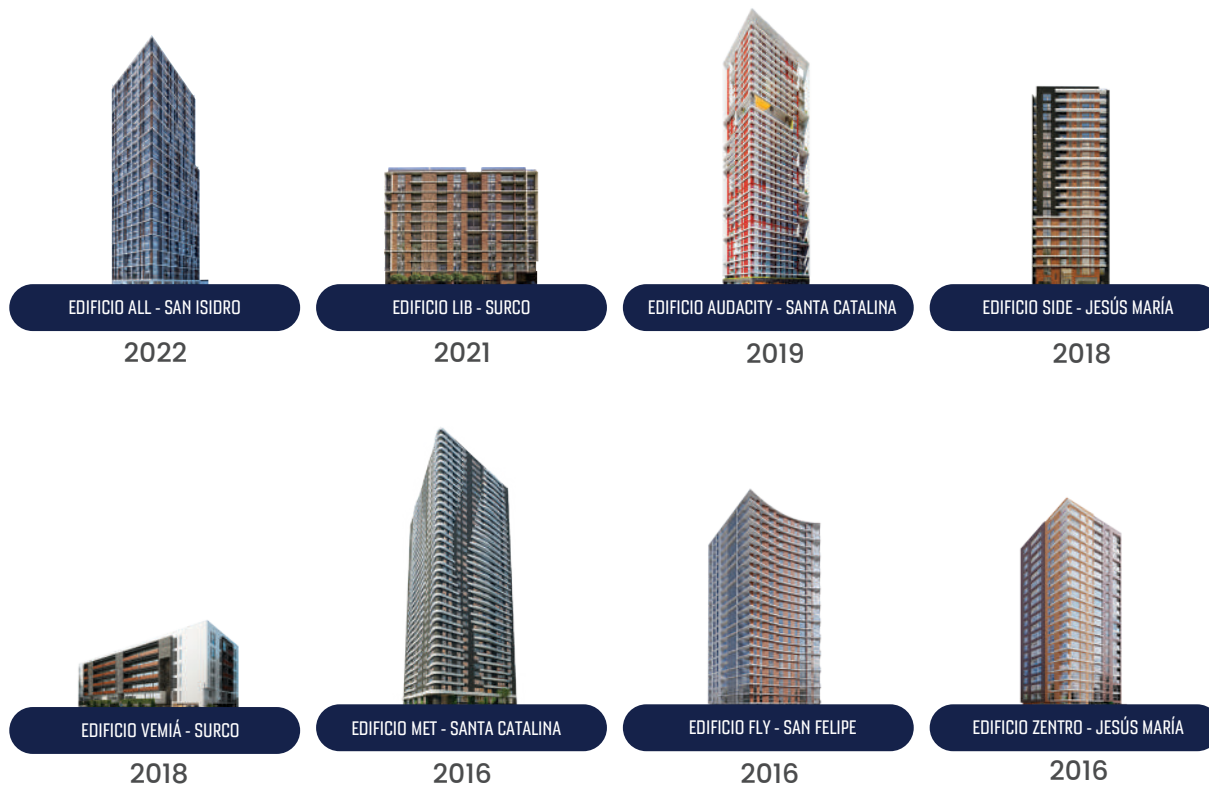 EDIFICIO ALL - SAN ISIDRO
2022
EDIFICIO LIB - SURCO
2021
EDIFICIO AUDACITY - SANTA CATALINA
2019
EDIFICIO SIDE - JESÚS MARÍA
2018
EDIFICIO VEMIÁ - SURCO
2018
EDIFICIO MET - SANTA CATALINA
2016
EDIFICIO FLY - SAN FELIPE
2016
EDIFICIO ZENTRO - JESÚS MARÍA
2016